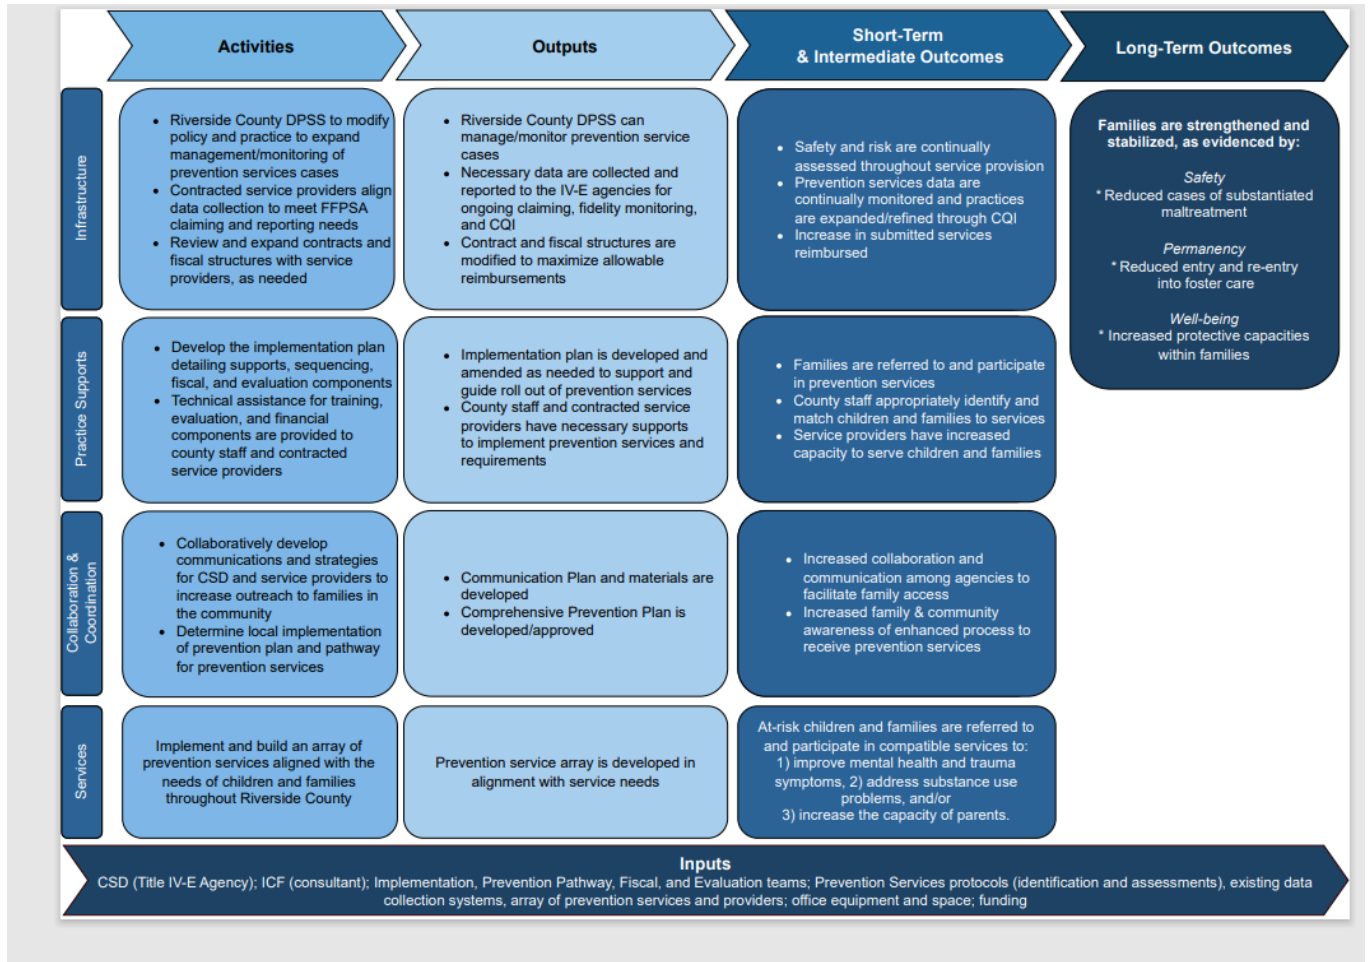 Activities
Outputs
Short-Term
& Intermediate Outcomes
Long-Term Outcomes
Infrastructure
• Riverside County DPSS to modify
policy and practice to expand
management/monitoring of
prevention services cases
• Contracted service providers align
data collection to meet FFPSA
claiming and reporting needs
• Review and expand contracts and
fiscal structures with service
providers, as needed
• Riverside County DPSS can
manage/monitor prevention service
cases
• Necessary data are collected and
reported to the IV-E agencies for
ongoing claiming, fidelity monitoring,
and CQI
• Contract and fiscal structures are
modified to maximize allowable
reimbursements
• Safety and risk are continually
assessed throughout service provision
• Prevention services data are
continually monitored and practices
are expanded/refined through CQI
• Increase in submitted services
reimbursed
Families are strengthened and
stabilized, as evidenced by:
Safety
* Reduced cases of substantiated
maltreatment
Permanency
* Reduced entry and re-entry
into foster care
Well-being
* Increased protective capacities
within families
Practice Supports
• Develop the implementation plan
detailing supports, sequencing,
fiscal, and evaluation components
• Technical assistance for training,
evaluation, and financial
components are provided to
county staff and contracted
service providers
• Implementation plan is developed and
amended as needed to support and
guide roll out of prevention services
• County staff and contracted service
providers have necessary supports
to implement prevention services and
requirements
• Families are referred to and participate
in prevention services
• County staff appropriately identify and
match children and families to services
• Service providers have increased
capacity to serve children and families
Collaboration &
Coordination
• Collaboratively develop
communications and strategies
for CSD and service providers to
increase outreach to families in
the community
• Determine local implementation
of prevention plan and pathway
for prevention services
• Communication Plan and materials are
developed
• Comprehensive Prevention Plan is
developed/approved
• Increased collaboration and
communication among agencies to
facilitate family access
• Increased family & community
awareness of enhanced process to
receive prevention services
Services
Implement and build an array of
prevention services aligned with the
needs of children and families
throughout Riverside County
Prevention service array is developed in
alignment with service needs
At-risk children and families are referred to
and participate in compatible services to:
1) improve mental health and trauma
symptoms, 2) address substance use
problems, and/or
3) increase the capacity of parents.
Inputs
CSD (Title IV-E Agency); ICF (consultant); Implementation, Prevention Pathway, Fiscal, and Evaluation teams; Prevention Services protocols (identification and assessments), existing data
collection systems, array of prevention services and providers; office equipment and space; funding